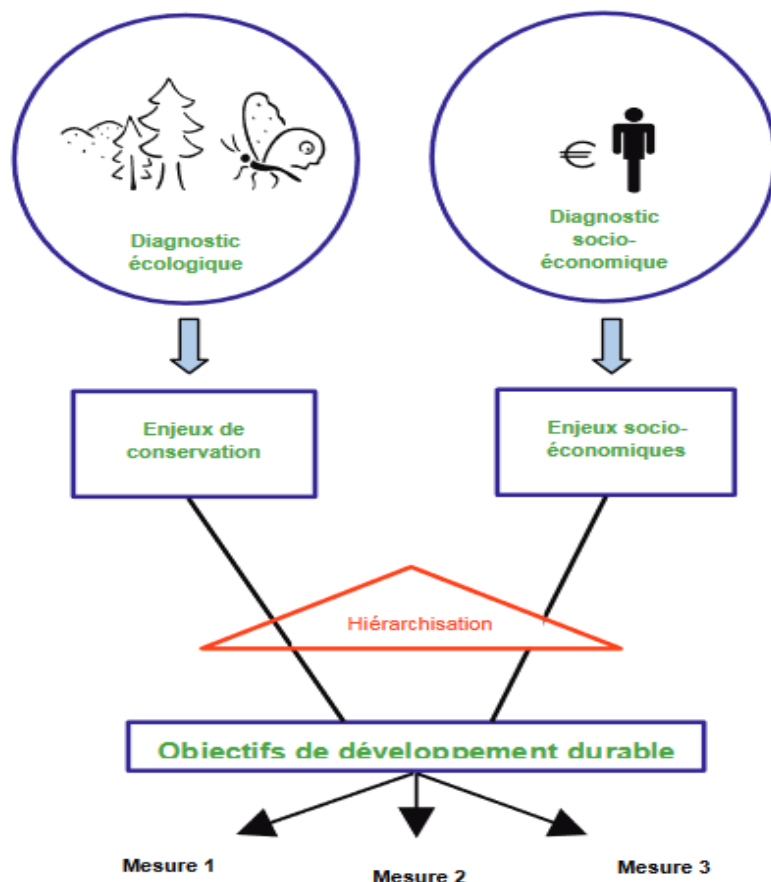 Diagnostic
écologique
€
Diagnostic
socio-
économique
Enjeux de
conservation
Enjeux socio-
économiques
Hiérarchisation
Objectifs de développement durable
Mesure 1
Mesure 2
Mesure 3